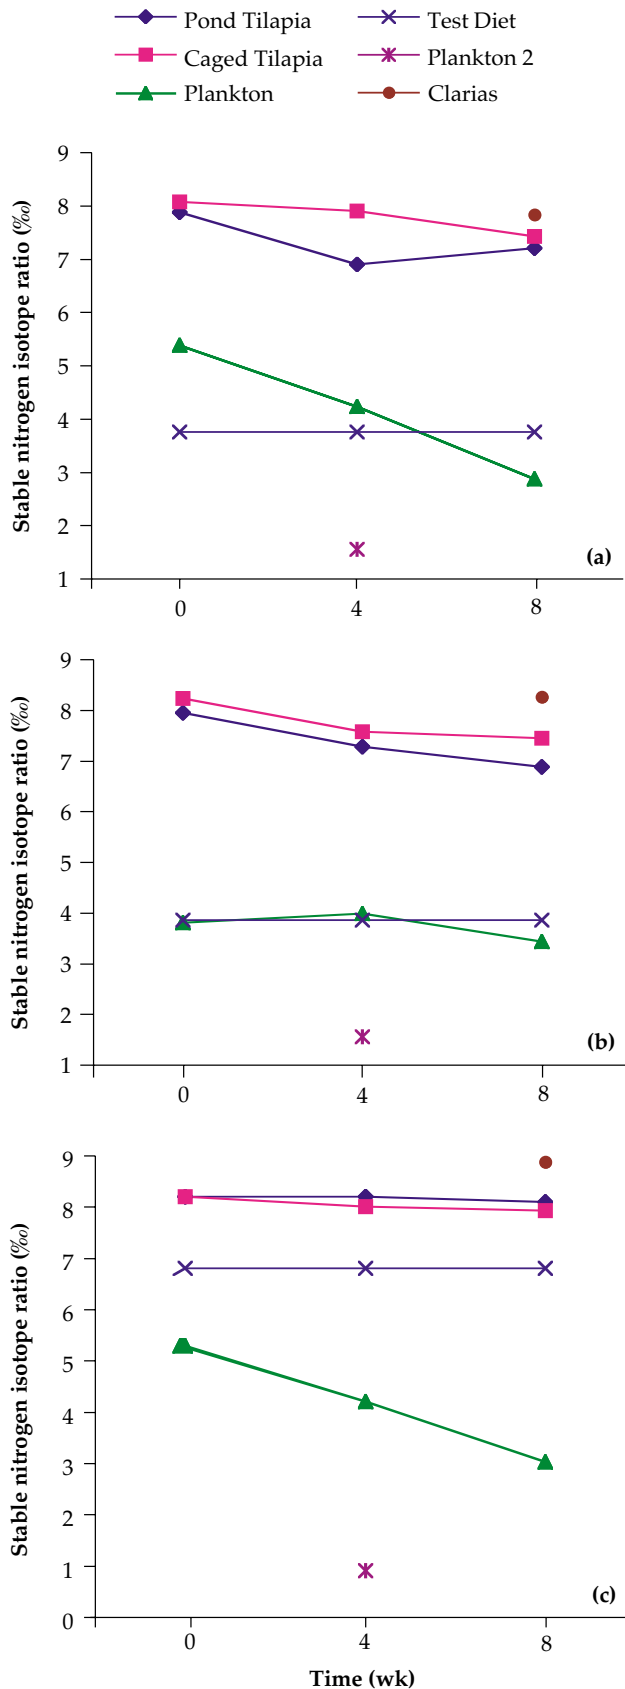 Pond Tilapia
Test Diet
Caged Tilapia
Plankton 2
Plankton
Clarias
9
8
7
6
5
4
3
2
1
Stable nitrogen isotope ratio (‰)
(a)
0 4 8
9
8
7
6
5
4
3
2
1
Stable nitrogen isotope ratio (‰)
(b)
0 4 8
9
8
7
6
5
4
3
2
1
0
Stable nitrogen isotope ratio (‰)
(c)
0 4 8
Time (wk)